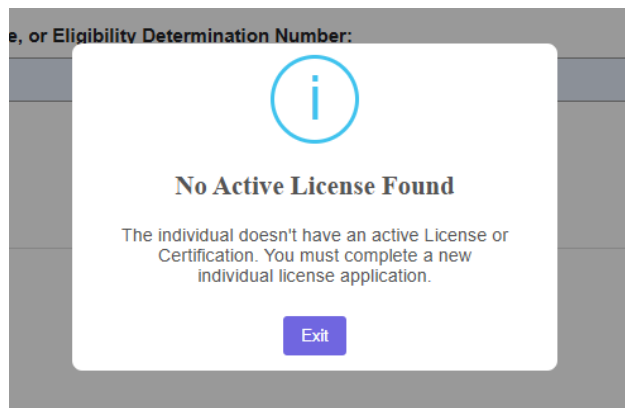 e, or Eligibility Determination Number:
i
No Active License Found
The individual doesn't have an active License or
Certification. You must complete a new
individual license application.
Exit